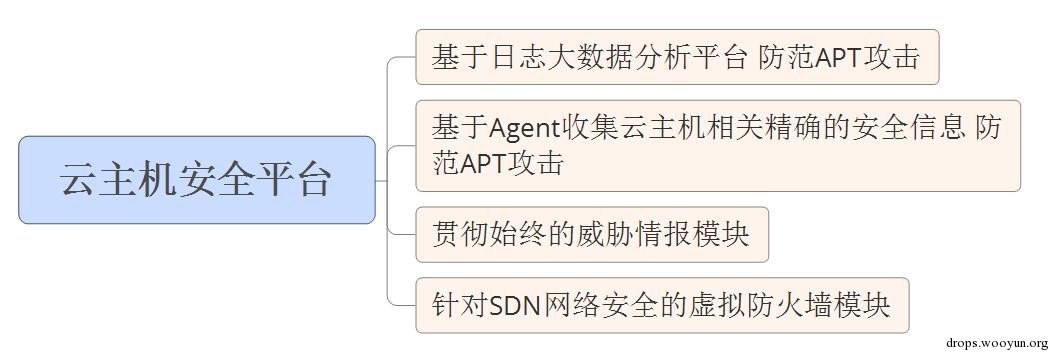 云主机安全平台
基于日志大数据分析平台 防范APT攻击
基于Agent收集云主机相关精确的安全信息 防
范APT攻击
贯彻始终的威胁情报模块
针对SDN网络安全的虚拟防火墙模块
drops.wooyun.org